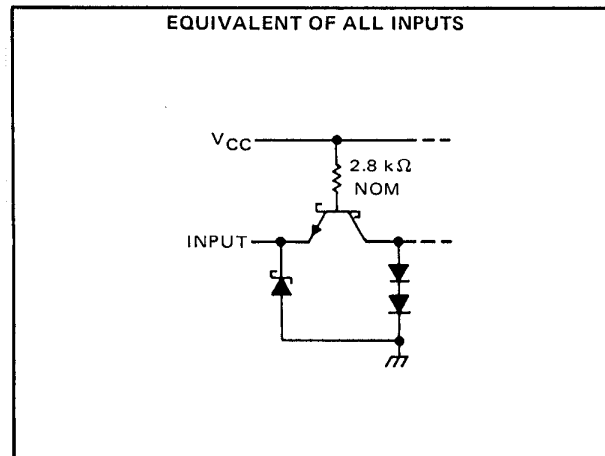 EQUIVALENT OF ALL INPUTS
VCC
2.8 kΩ
NOM
INPUT